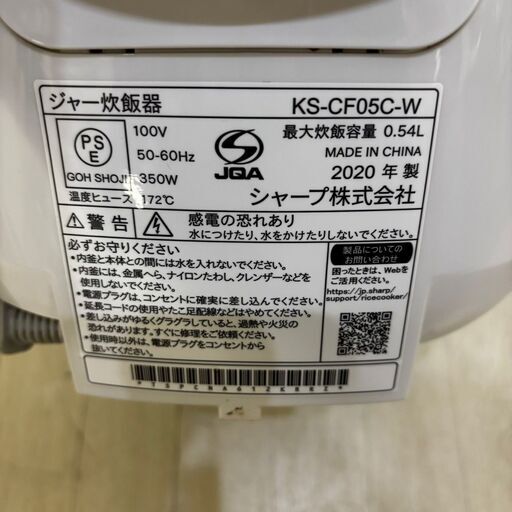 ジャー炊飯器 KS-CF05C-W
PS
E
100V
50-60Hz
GOH SHOJI 350W
温度ヒューズ 172℃
JQA
最大炊飯容量 0.54L
MADE IN CHINA
2020 年 製
シャープ株式会社
警告
感電の恐れあり
水につけたり、水をかけたりしないでください。
必ずお守りください
・内釜と本体との間には水を入れないでください。
・内釜には、金属へら、ナイロンたわし、クレンザーなどを
使用しないでください。
・電源プラグは、コンセントに確実に差し込んでください。
・延長コードの使用やたこ足配線などはやめてください。
・差し込みがゆるくグラグラしていると、過熱や火災の
恐れがあります。すぐに修理をご依頼ください。
・使用時以外は、電源プラグをコンセントから
抜いてください。
製品についての
お問い合わせ
困ったときは、Webを
ご活用ください。
https://jp.sharp/
support/ricecooker/